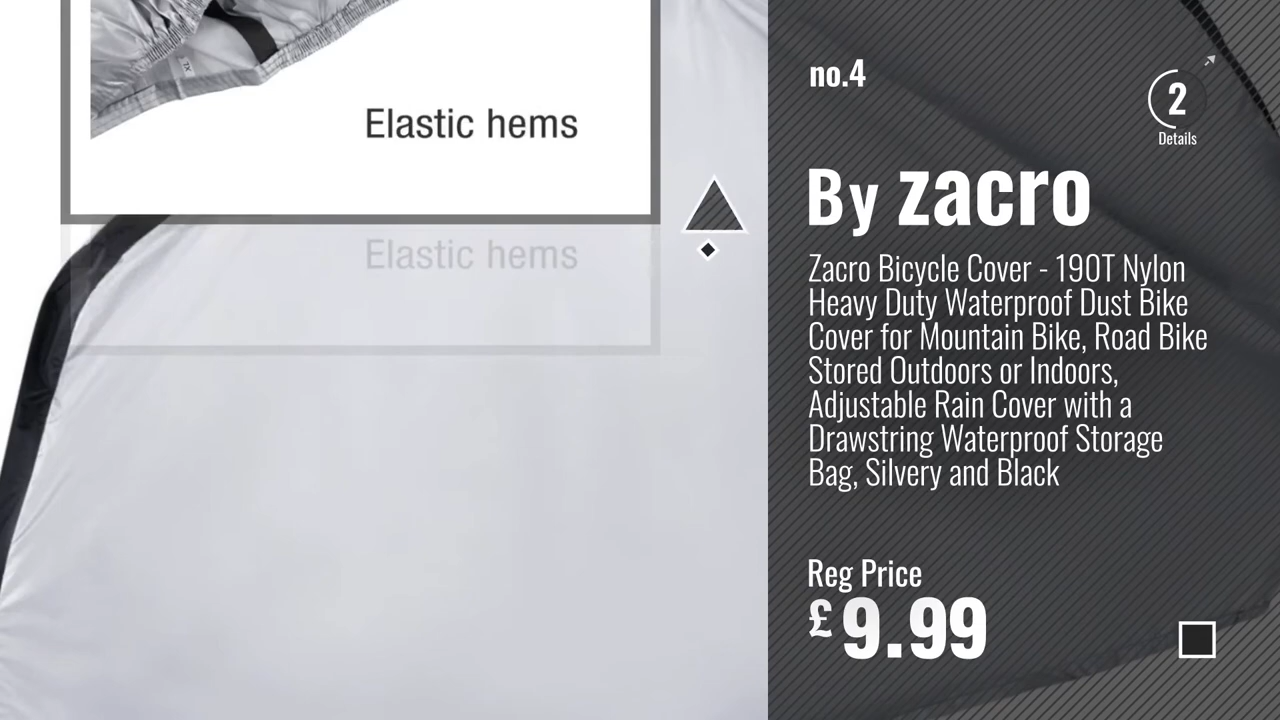 Elastic hems
Elastic hems
no.4
2
Details
By zacro
Zacro Bicycle Cover - 190T Nylon
Heavy Duty Waterproof Dust Bike
Cover for Mountain Bike, Road Bike
Stored Outdoors or Indoors,
Adjustable Rain Cover with a
Drawstring Waterproof Storage
Bag, Silvery and Black
Reg Price
£9.99